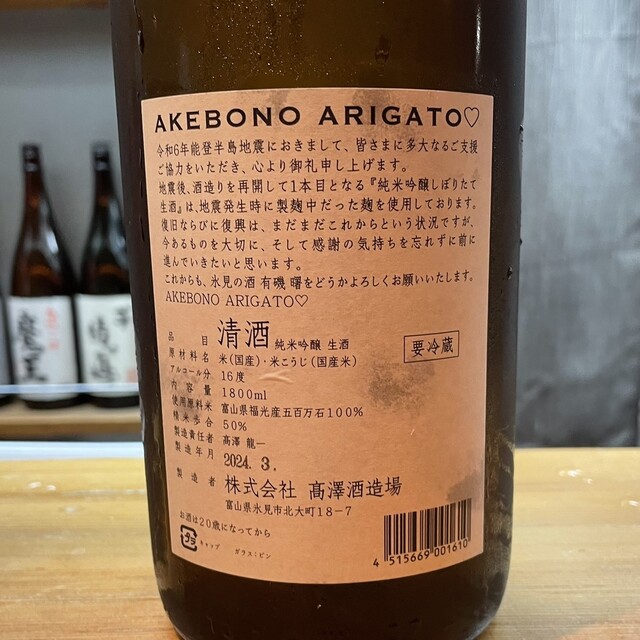 AKEBONO ARIGATO♡
令和6年能登半島地震におきまして、皆さまに多大なるご支援
ご協力をいただき、心より御礼申し上げます。
地震後、酒造りを再開して1本目となる『純米吟醸しぼりたて
生酒』は、地震発生時に製麹中だった麹を使用しております。
復旧ならびに復興は、まだまだこれからという状況ですが、
今あるものを大切に、そして感謝の気持ちを忘れずに前に
進んでいきたいと思います。
これからも、氷見の酒 有磯 曙をどうかよろしくお願いいたします。
AKEBONO ARIGATO♡
品目 清酒 純米吟醸 生酒
要冷蔵
原材料名 米(国産)・米こうじ(国産米)
アルコール分 16度
内容量 1800ml
使用原料米 富山県福光産五百万石100%
精米歩合 50%
製造責任者 髙澤 龍一
製造年月 2024.3.
製造者 株式会社 髙澤酒造場
富山県氷見市北大町18-7
お酒は20歳になってから
キャップ ガラス:ビン
4 515669 001610